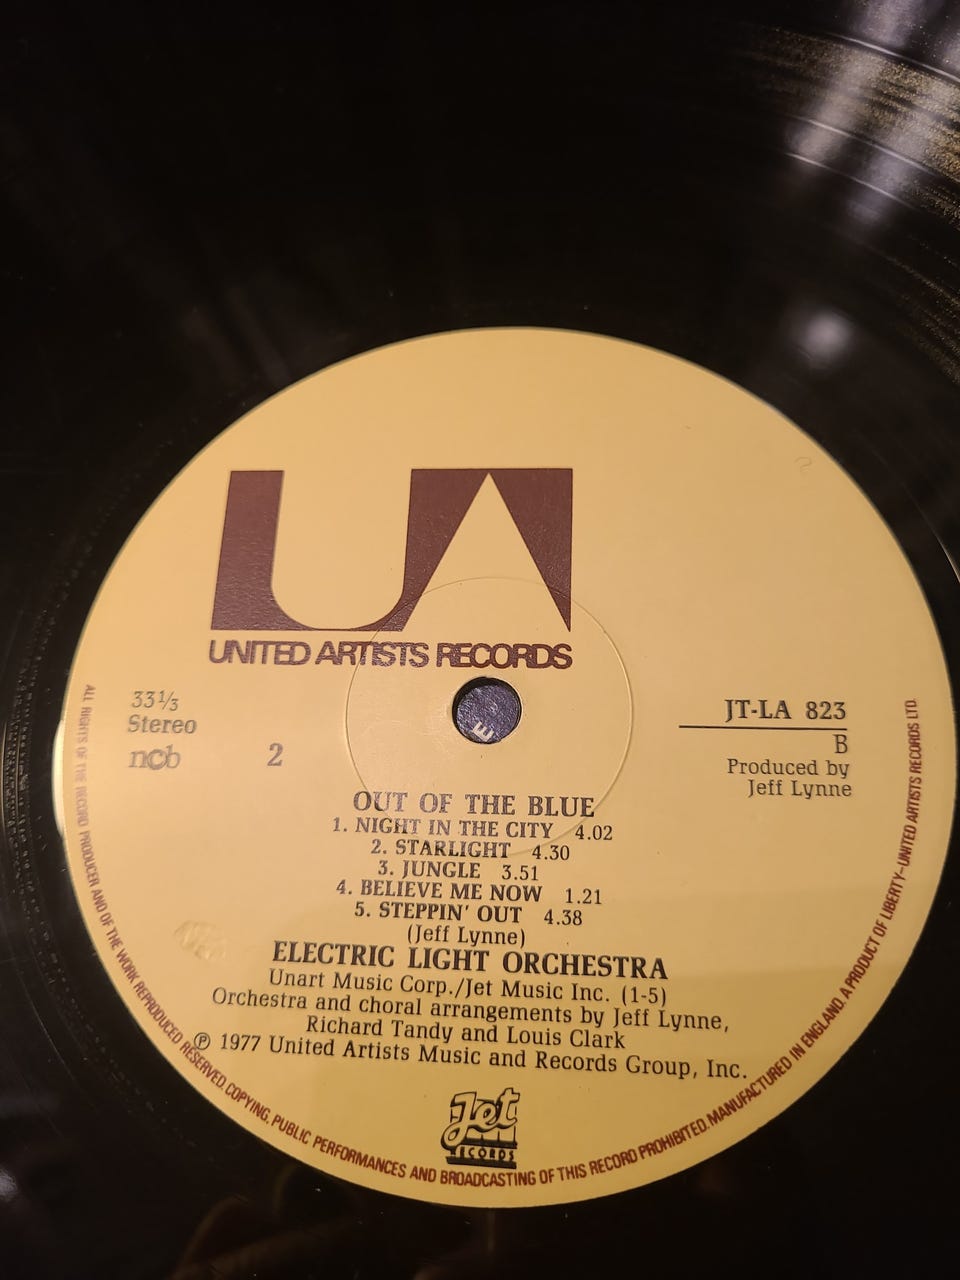 UA
UNITED ARTISTS RECORDS
33⅓
Stereo
ncb
2
JT-LA 823
B
Produced by
Jeff Lynne
OUT OF THE BLUE
1. NIGHT IN THE CITY 4.02
2. STARLIGHT 4.30
3. JUNGLE 3.51
4. BELIEVE ME NOW 1.21
5. STEPPIN' OUT 4.38
(Jeff Lynne)
ELECTRIC LIGHT ORCHESTRA
Unart Music Corp./Jet Music Inc. (1-5)
Orchestra and choral arrangements by Jeff Lynne,
Richard Tandy and Louis Clark
℗ 1977 United Artists Music and Records Group, Inc.
Jet
RECORDS
ALL RIGHTS OF THE RECORD PRODUCER AND OF THE WORK REPRODUCED RESERVED. COPYING, PUBLIC PERFORMANCES AND BROADCASTING OF THIS RECORD PROHIBITED. MANUFACTURED IN ENGLAND. A PRODUCT OF LIBERTY–UNITED ARTISTS RECORDS LTD.
E